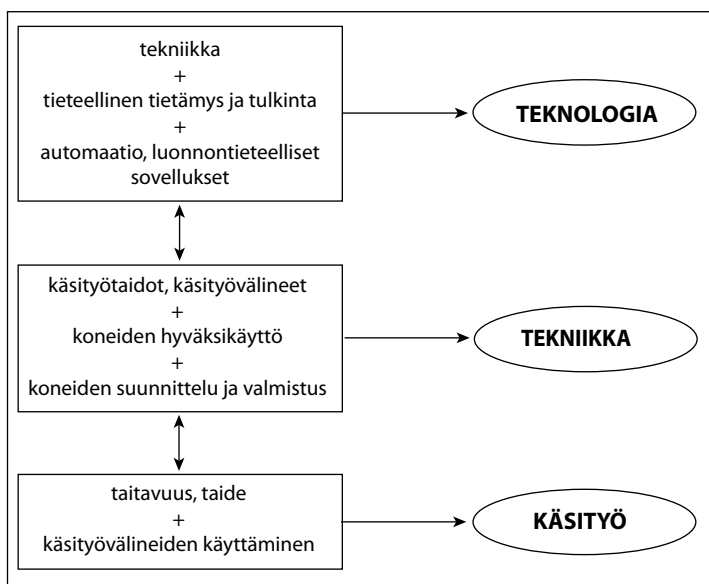 tekniikka
+
tieteellinen tietämys ja tulkinta
+
automaatio, luonnontieteelliset
sovellukset
TEKNOLOGIA
käsityötaidot, käsityövälineet
+
koneiden hyväksikäyttö
+
koneiden suunnittelu ja valmistus
TEKNIIKKA
taitavuus, taide
+
käsityövälineiden käyttäminen
KÄSITYÖ